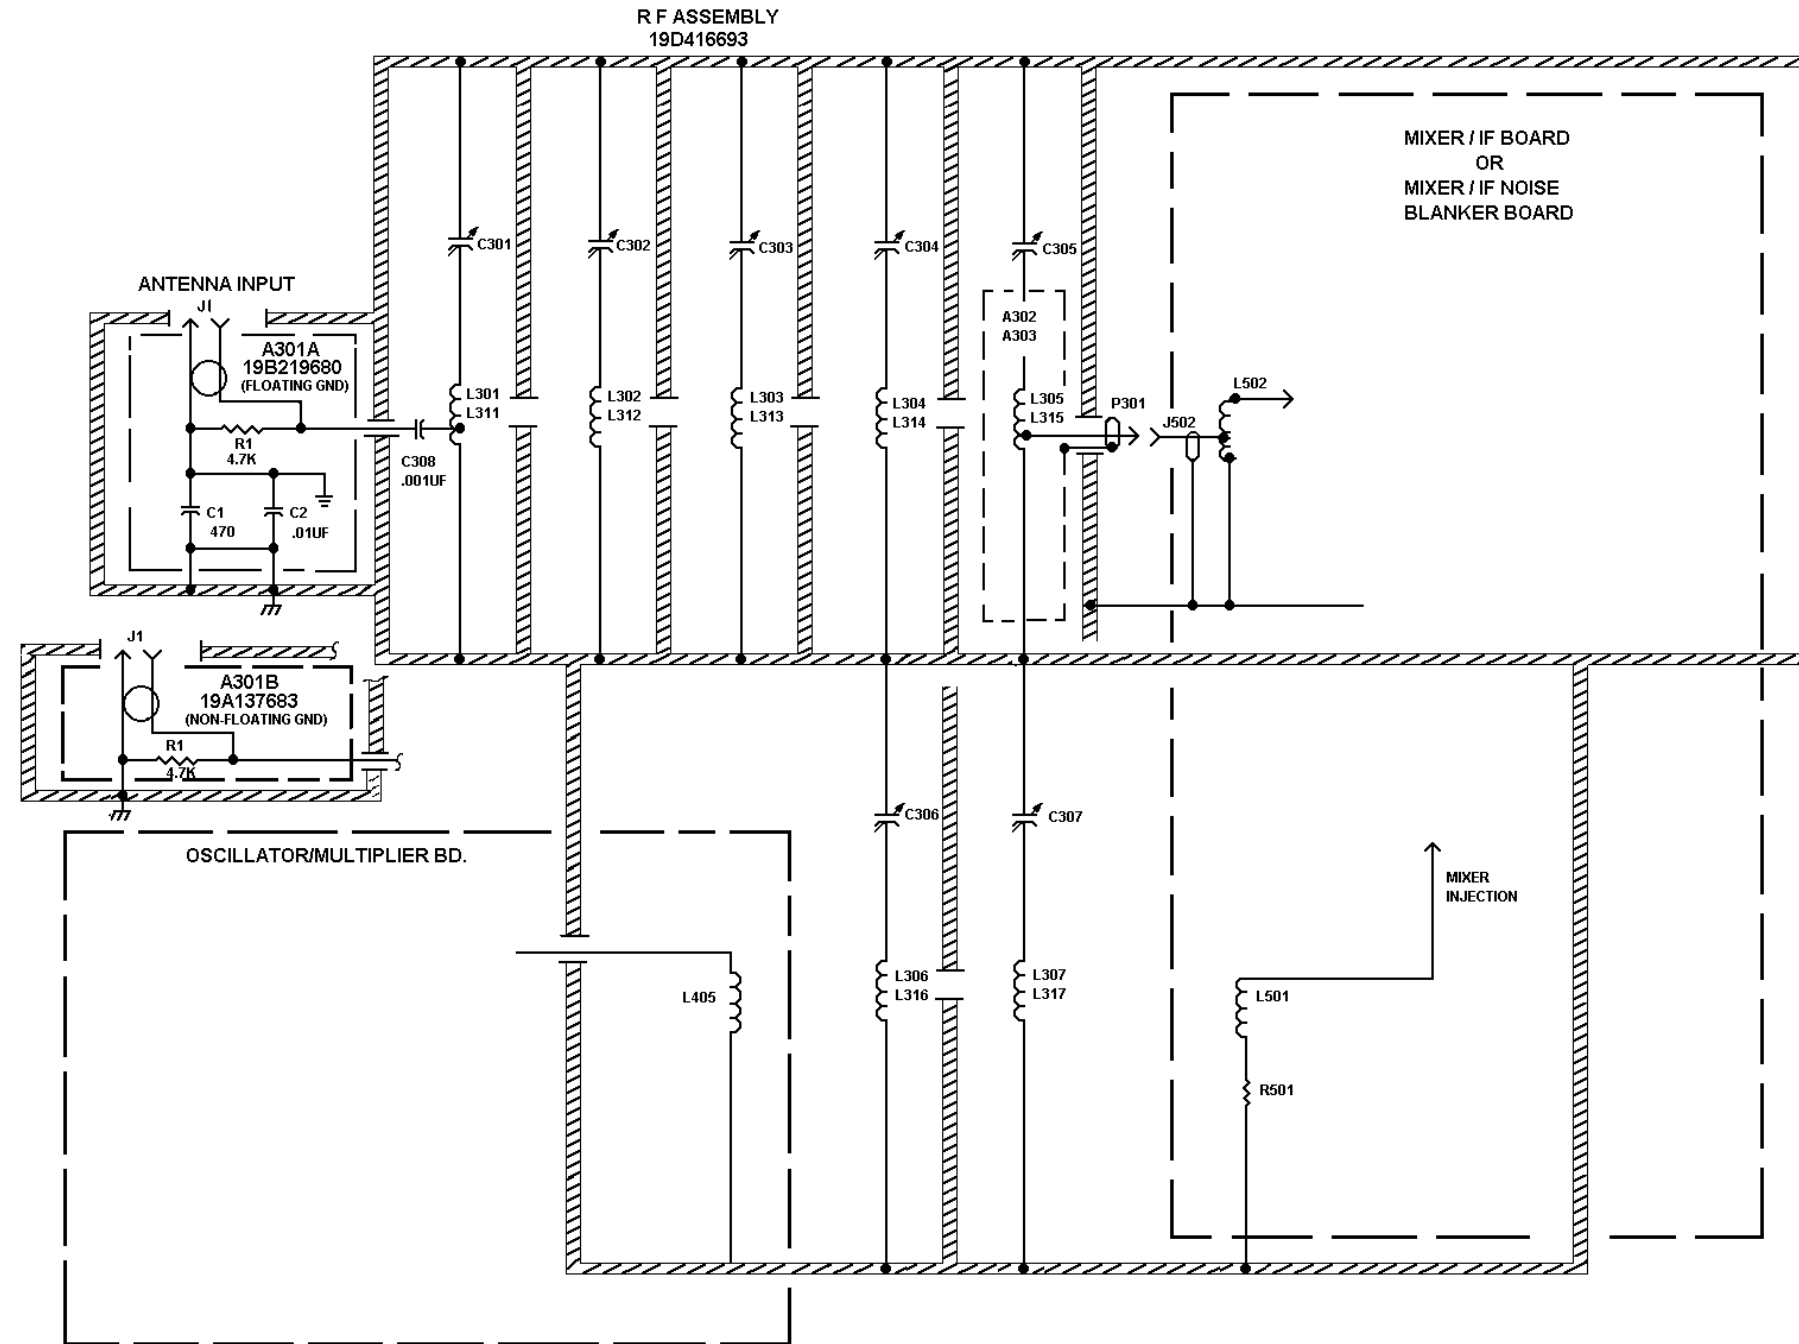 R F ASSEMBLY
19D416693
MIXER / IF BOARD
OR
MIXER / IF NOISE
BLANKER BOARD
C301
C302
C303
C304
C305
ANTENNA INPUT
J1
A301A
19B219680
(FLOATING GND)
A302
A303
L301
L311
L302
L312
L303
L313
L304
L314
L305
L315
P301
J502
L502
R1
4.7K
C308
.001UF
C1
470
C2
.01UF
J1
A301B
19A137683
(NON-FLOATING GND)
R1
4.7K
OSCILLATOR/MULTIPLIER BD.
C306
C307
MIXER
INJECTION
L405
L306
L316
L307
L317
L501
R501